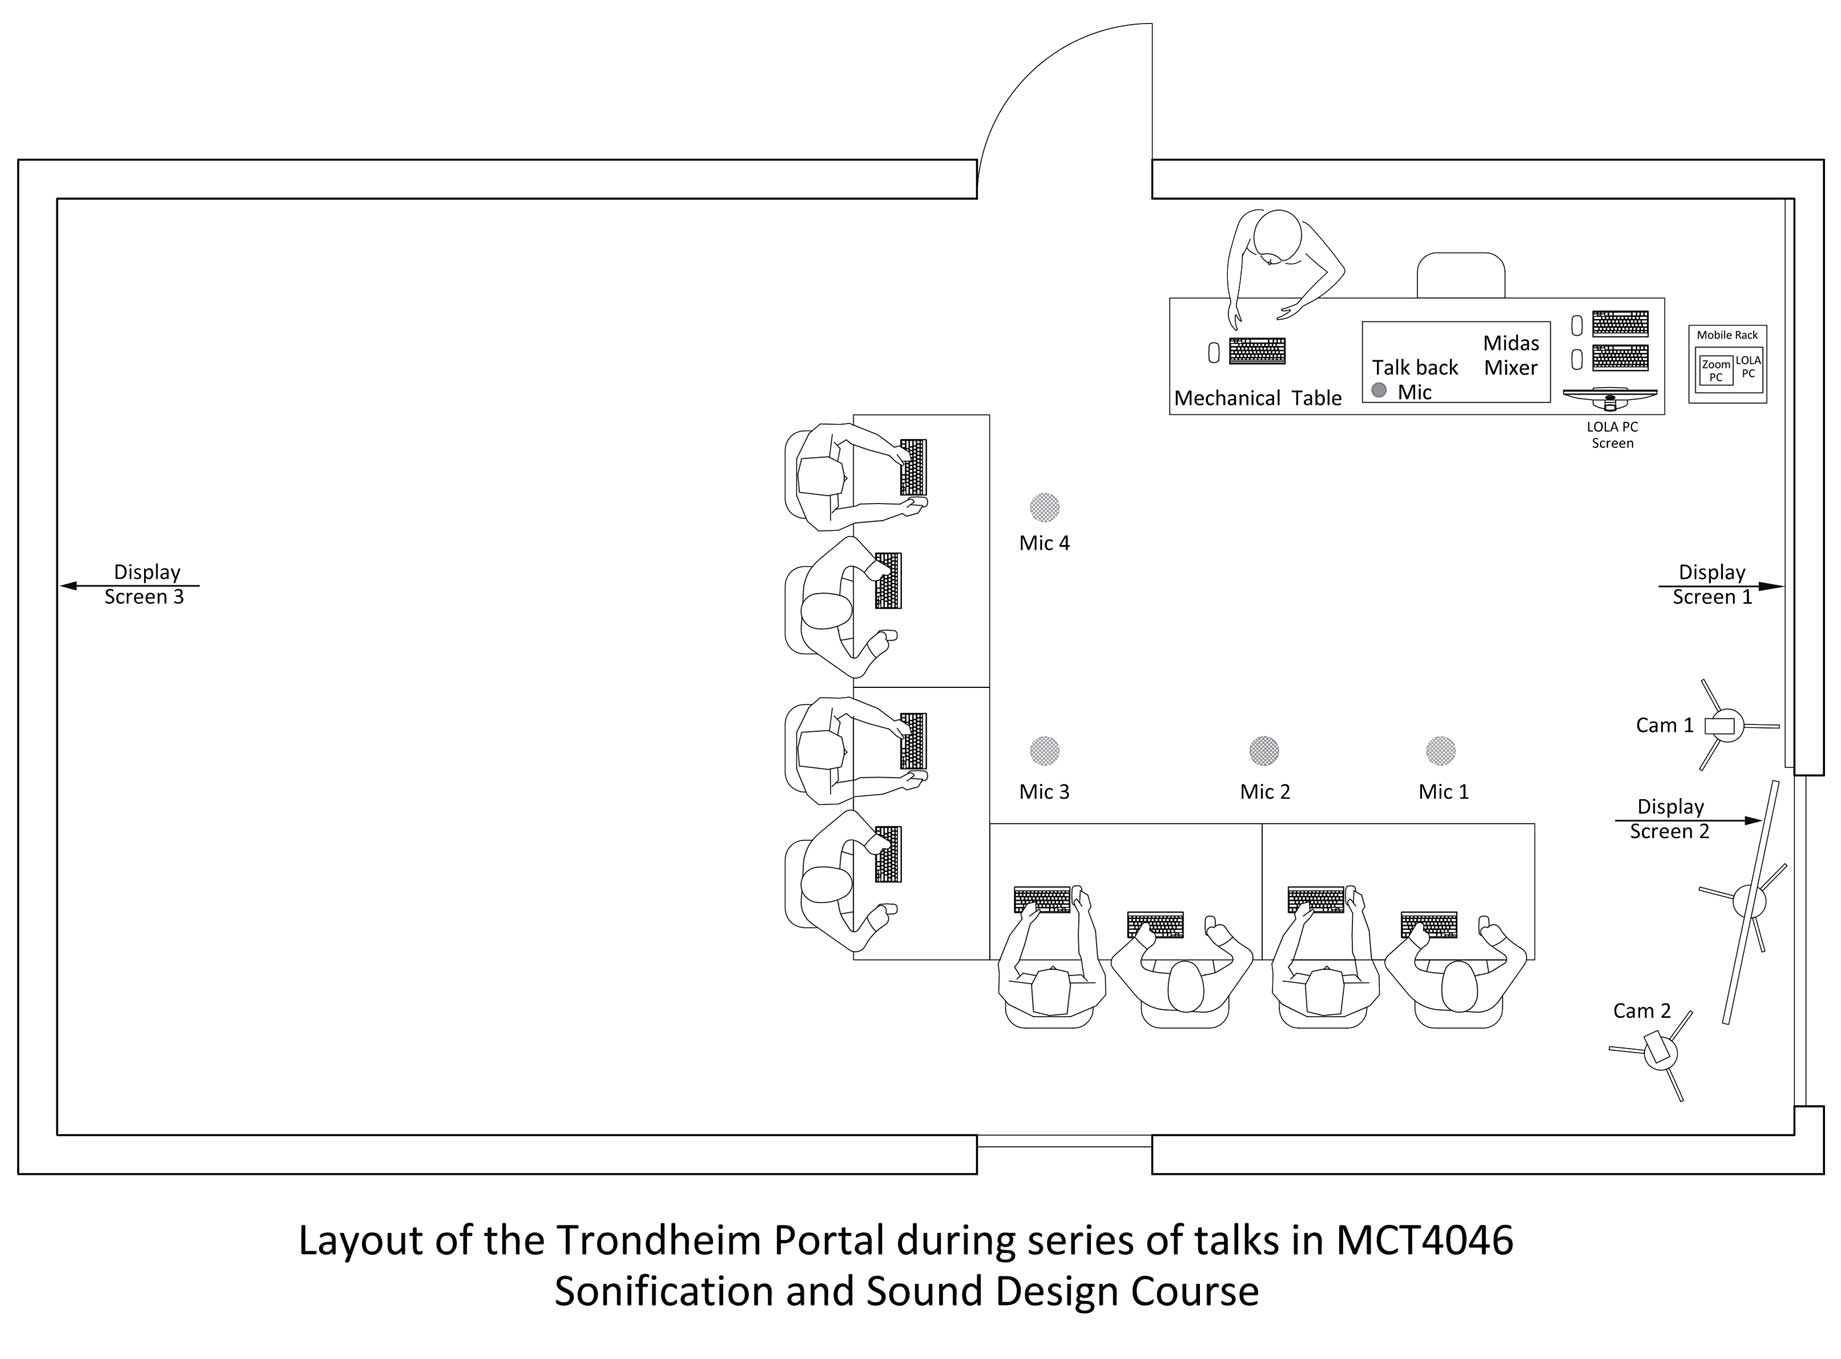 Mobile Rack
Zoom
PC
LOLA
PC
Midas
Mixer
Talk back
Mic
Mechanical Table
LOLA PC
Screen
Mic 4
Display
Screen 3
Display
Screen 1
Cam 1
Mic 3
Mic 2
Mic 1
Display
Screen 2
Cam 2
Layout of the Trondheim Portal during series of talks in MCT4046
Sonification and Sound Design Course